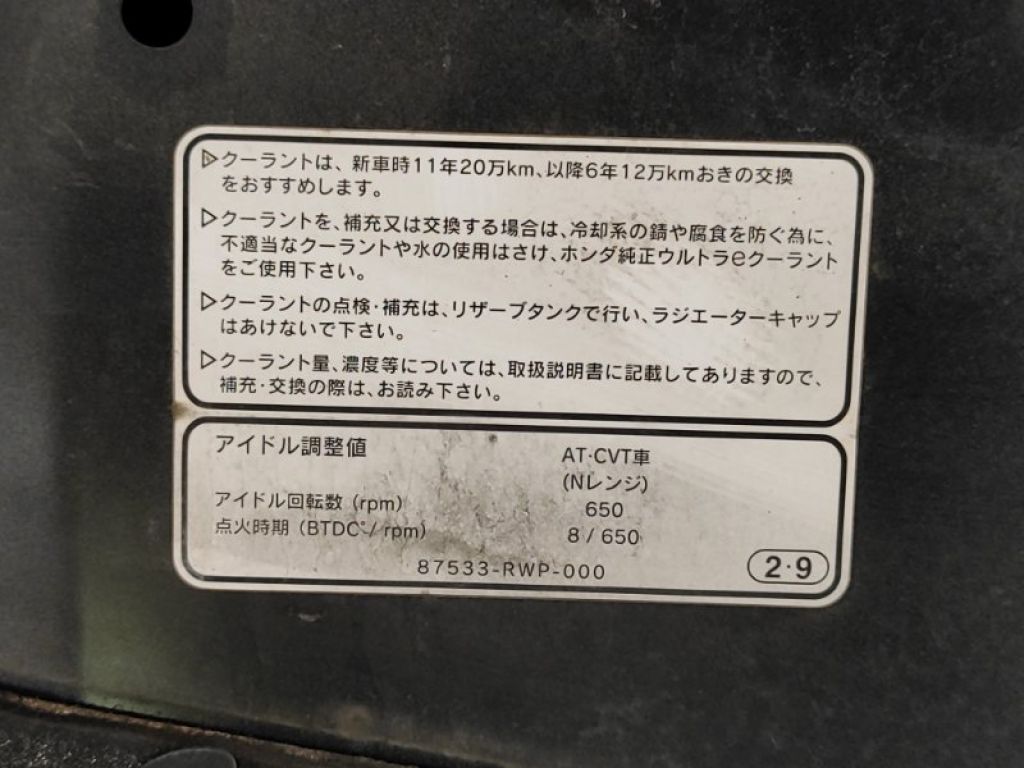 ▷クーラントは、新車時11年20万km、以降6年12万kmおきの交換
をおすすめします。
▷クーラントを、補充又は交換する場合は、冷却系の錆や腐食を防ぐ為に、
不適当なクーラントや水の使用はさけ、ホンダ純正ウルトラeクーラント
をご使用下さい。
▷クーラントの点検・補充は、リザーブタンクで行い、ラジエーターキャップ
はあけないで下さい。
▷クーラント量、濃度等については、取扱説明書に記載してありますので、
補充・交換の際は、お読み下さい。
アイドル調整値 AT・CVT車
(Nレンジ)
アイドル回転数 (rpm) 650
点火時期 (BTDC°/ rpm) 8 / 650
87533-RWP-000 2・9